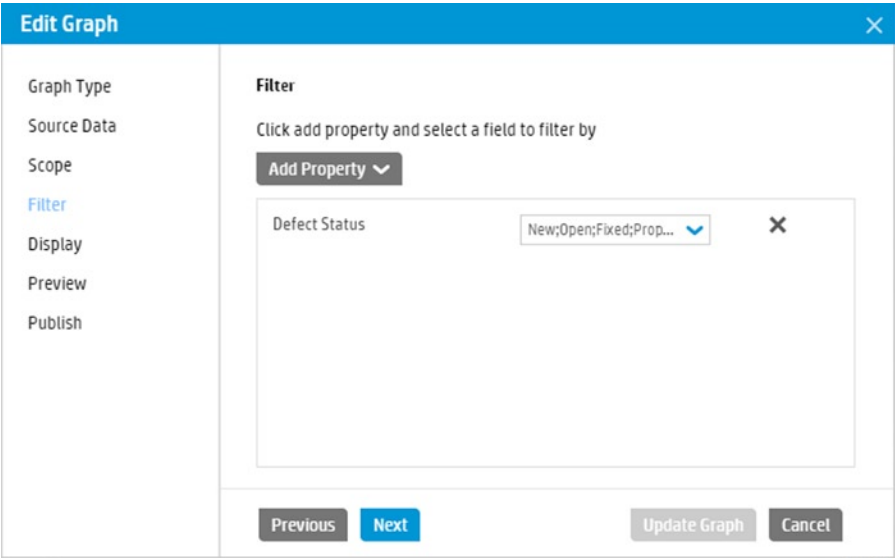 Edit Graph
Graph Type
Source Data
Scope
Filter
Display
Preview
Publish
Filter
Click add property and select a field to filter by
Add Property
Defect Status
New;Open;Fixed;Prop...
Previous
Next
Update Graph
Cancel